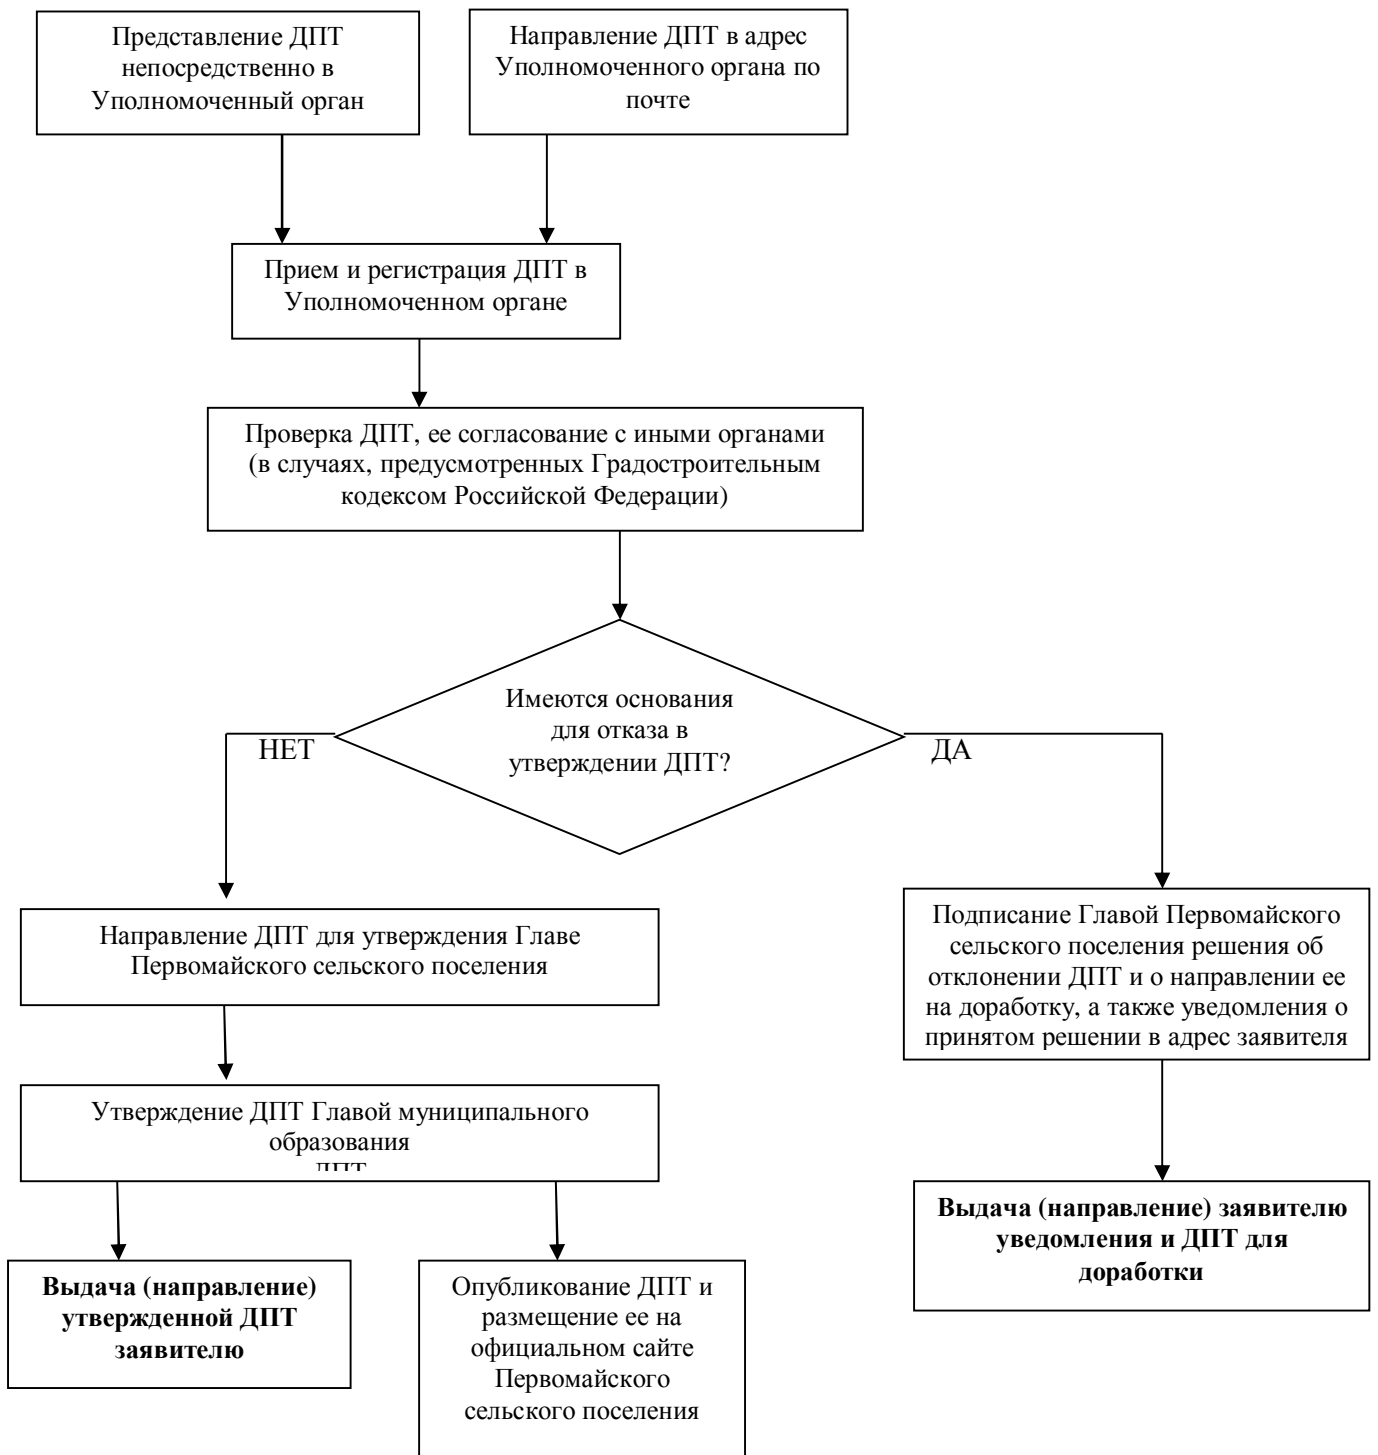 Представление ДПТ
непосредственно в
Уполномоченный орган
Направление ДПТ в адрес
Уполномоченного органа по
почте
Прием и регистрация ДПТ в
Уполномоченном органе
Проверка ДПТ, ее согласование с иными органами
(в случаях, предусмотренных Градостроительным
кодексом Российской Федерации)
Имеются основания
для отказа в
утверждении ДПТ?
НЕТ
ДА
Направление ДПТ для утверждения Главе
Первомайского сельского поселения
Подписание Главой Первомайского
сельского поселения решения об
отклонении ДПТ и о направлении ее
на доработку, а также уведомления о
принятом решении в адрес заявителя
Утверждение ДПТ Главой муниципального
образования
ДПТ
Выдача (направление) заявителю
уведомления и ДПТ для
доработки
Выдача (направление)
утвержденной ДПТ
заявителю
Опубликование ДПТ и
размещение ее на
официальном сайте
Первомайского
сельского поселения